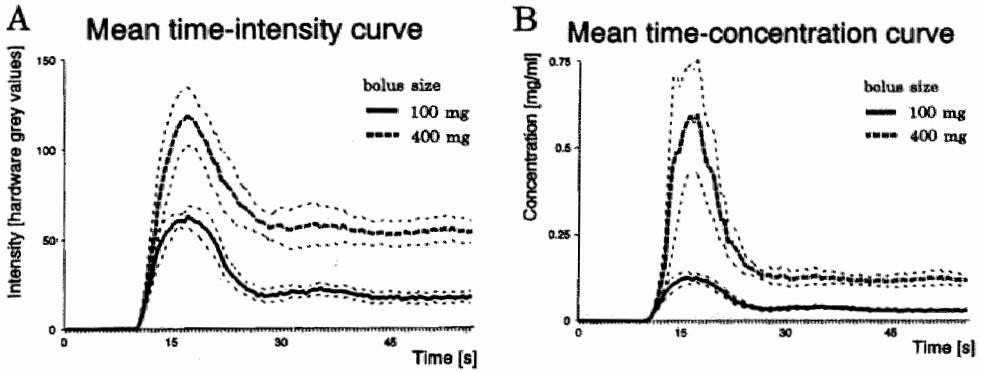 A
Mean time-intensity curve
Intensity [hardware grey values]
150
100
50
0
0 15 30 45
Time [s]
bolus size
100 mg
400 mg
B
Mean time-concentration curve
Concentration [mg/ml]
0.75
0.5
0.25
0
0 15 30 45
Time [s]
bolus size
100 mg
400 mg